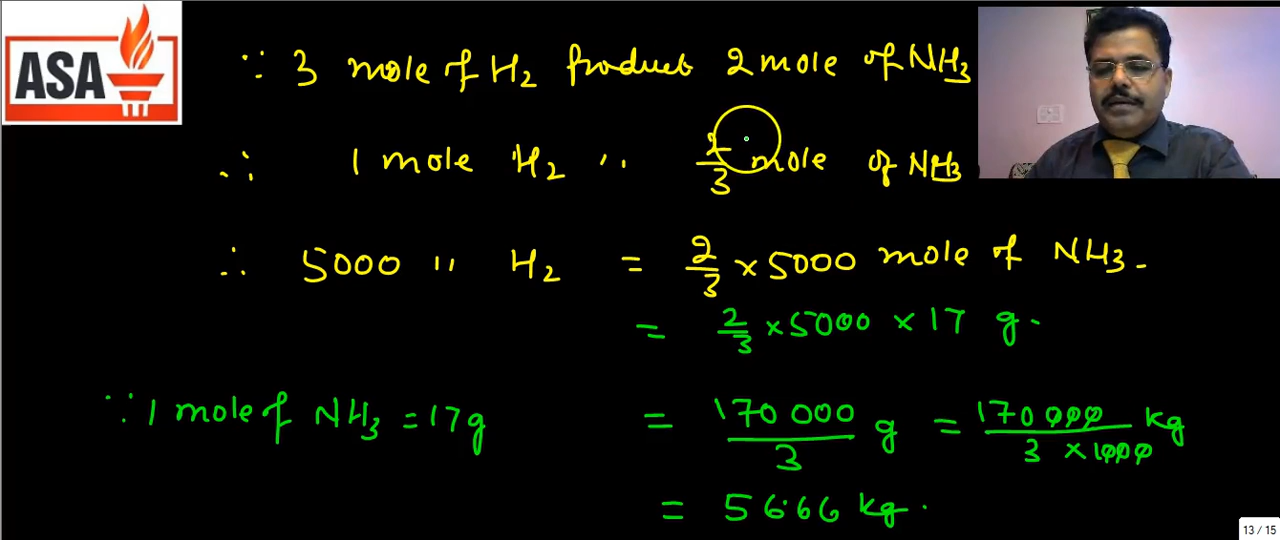 ASA
∵ 3 mole of H2 product 2 mole of NH3
∴ 1 mole H2 '' 2/3 mole of NH3
∴ 5000 '' H2 = 2/3 × 5000 mole of NH3.
= 2/3 × 5000 × 17 g.
∵ 1 mole of NH3 = 17g = 170 000/3 g = 170 000/3 × 1000 kg
= 56.66 kg.
13 / 15